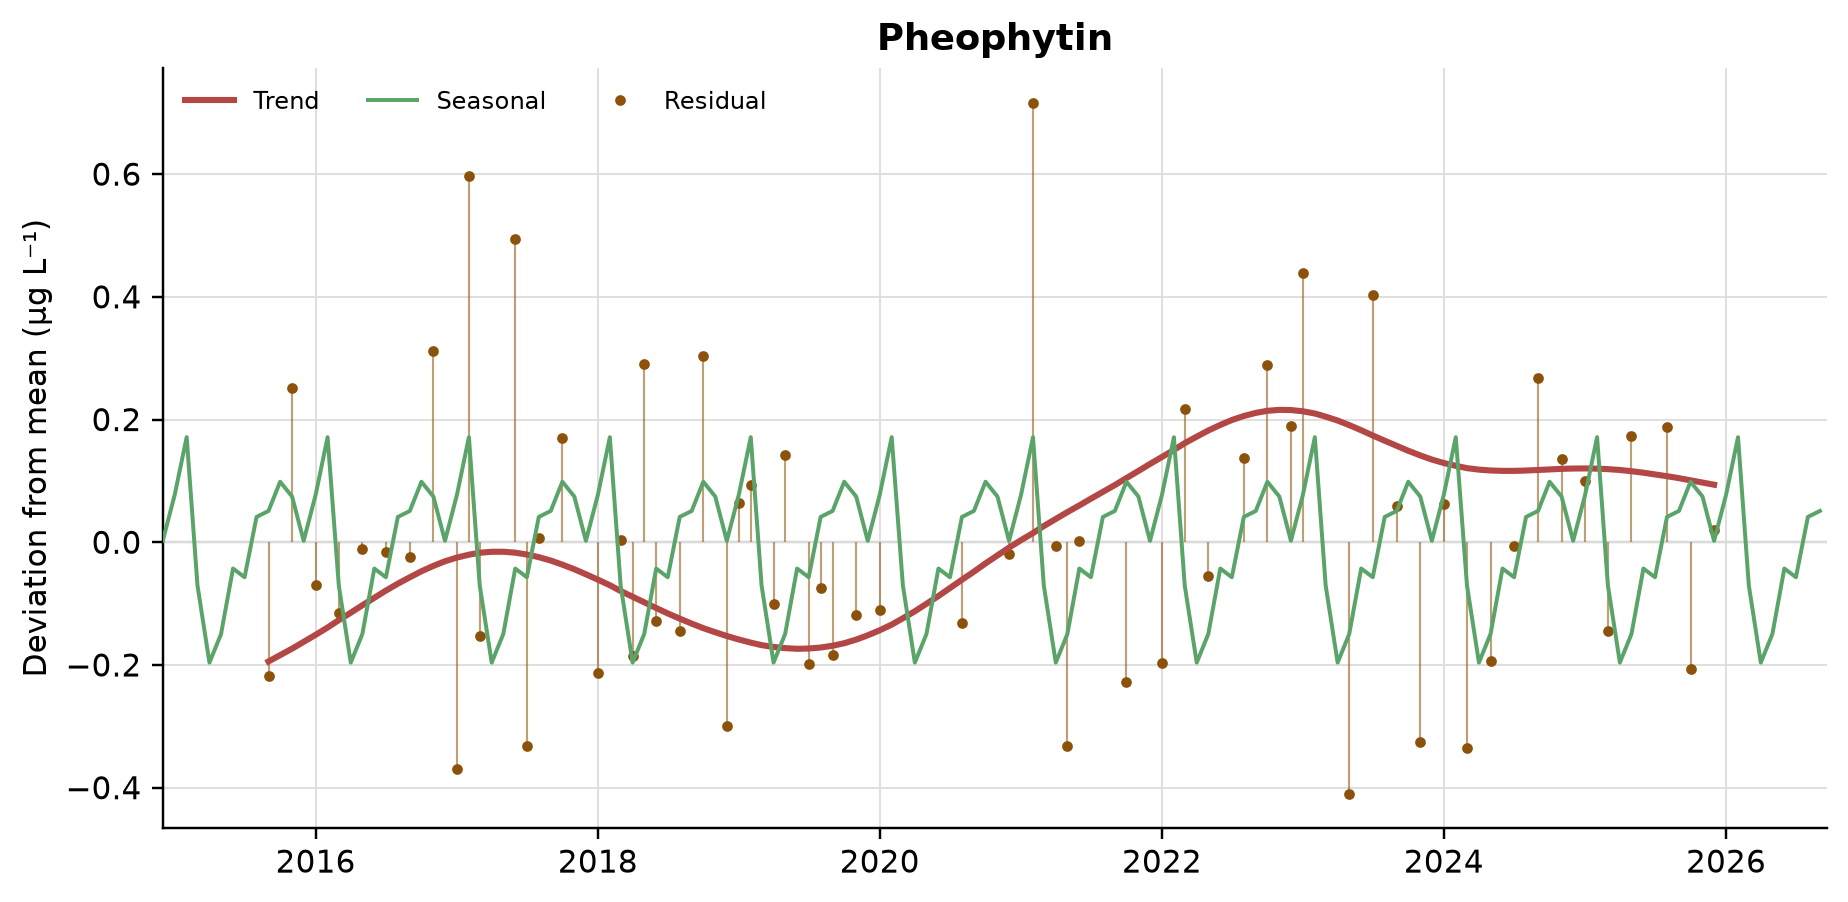 Pheophytin
Trend
Seasonal
Residual
Deviation from mean (µg L⁻¹)
0.6
0.4
0.2
0.0
−0.2
−0.4
2016
2018
2020
2022
2024
2026